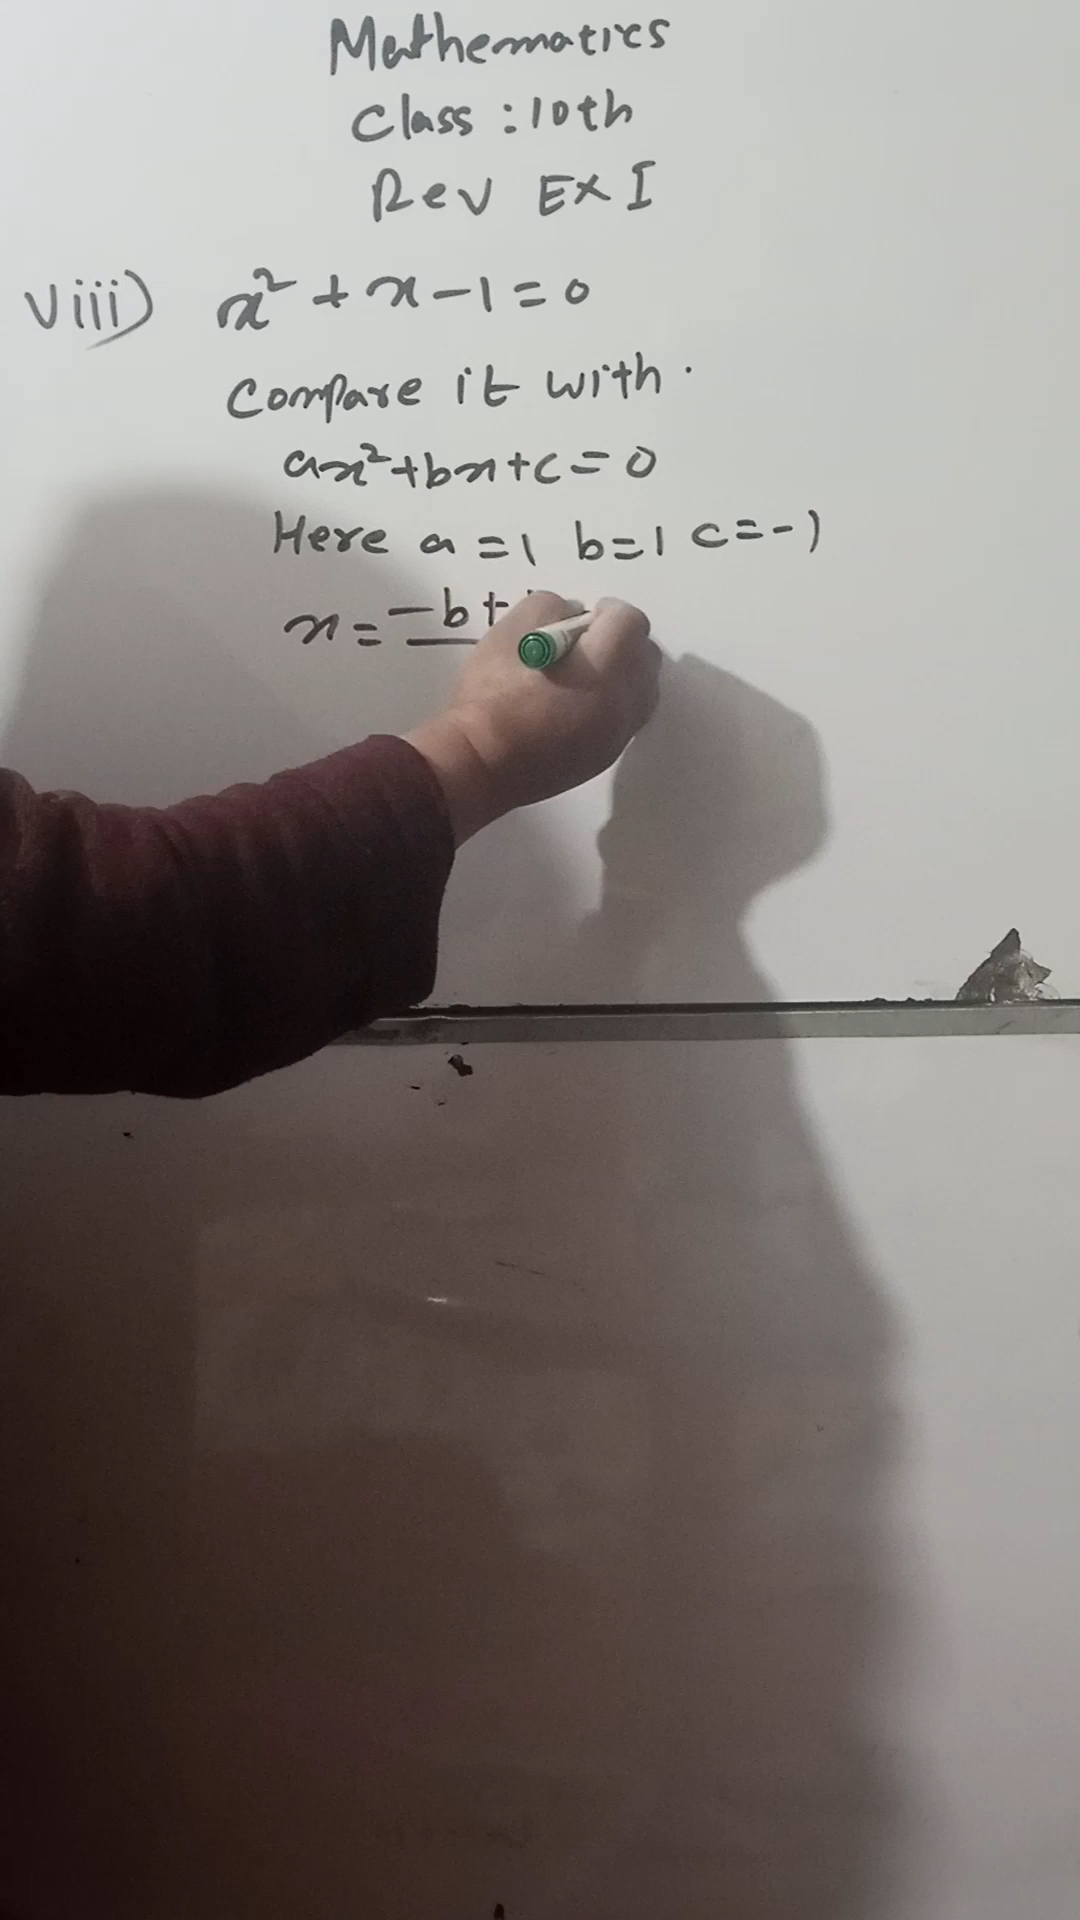 Mathematics
Class : 10th
Rev Ex I
viii) x² + x - 1 = 0
Compare it with .
ax² + bx + c = 0
Here a = 1 b = 1 c = -1
x = -b +